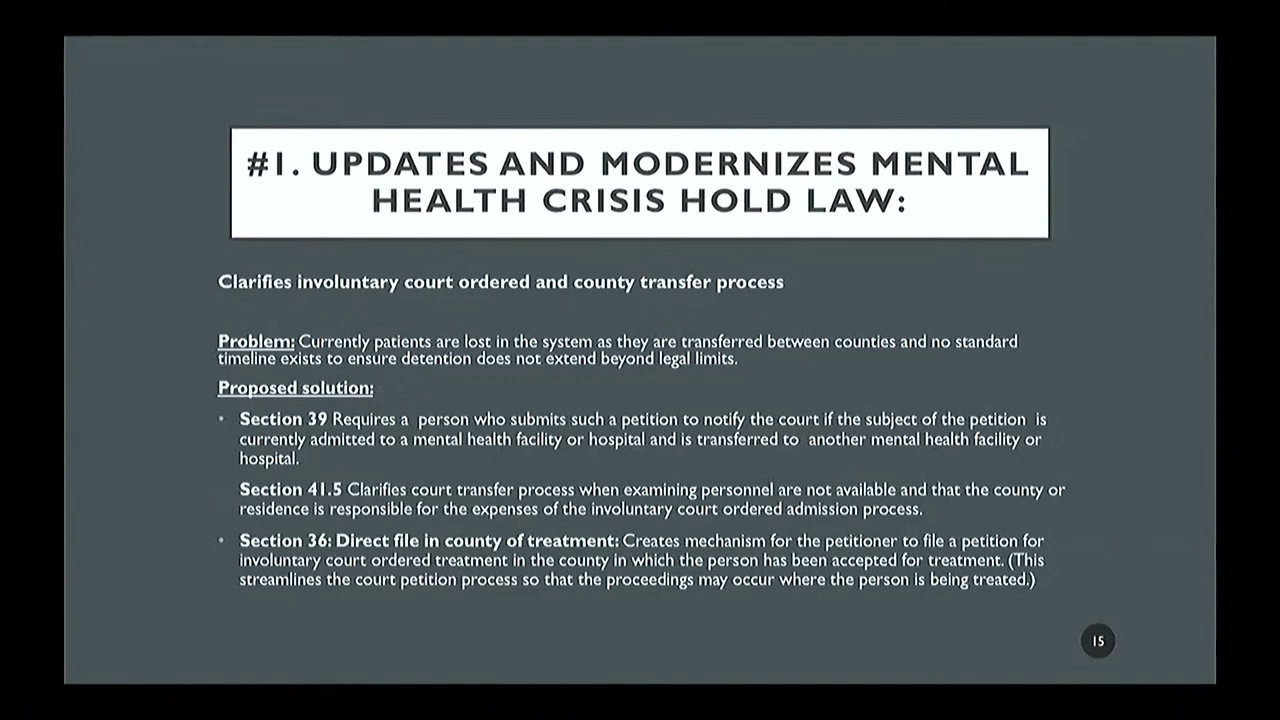 #1. UPDATES AND MODERNIZES MENTAL
HEALTH CRISIS HOLD LAW:
Clarifies involuntary court ordered and county transfer process
Problem: Currently patients are lost in the system as they are transferred between counties and no standard
timeline exists to ensure detention does not extend beyond legal limits.
Proposed solution:
• Section 39 Requires a person who submits such a petition to notify the court if the subject of the petition is
currently admitted to a mental health facility or hospital and is transferred to another mental health facility or
hospital.
Section 41.5 Clarifies court transfer process when examining personnel are not available and that the county or
residence is responsible for the expenses of the involuntary court ordered admission process.
• Section 36: Direct file in county of treatment: Creates mechanism for the petitioner to file a petition for
involuntary court ordered treatment in the county in which the person has been accepted for treatment. (This
streamlines the court petition process so that the proceedings may occur where the person is being treated.)
15